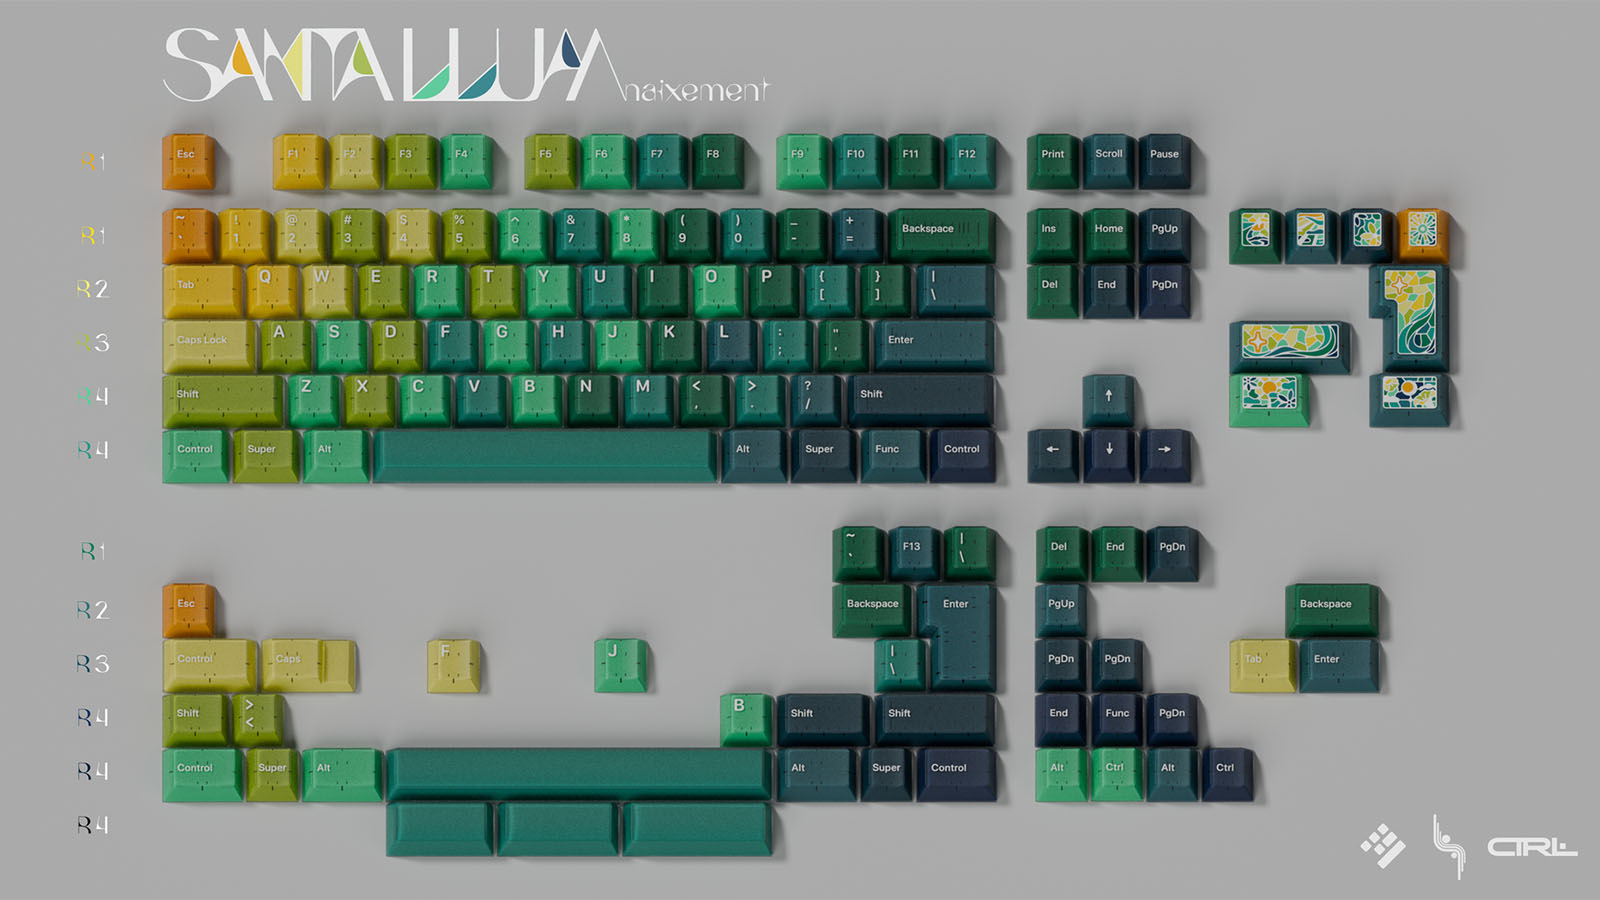 SANTA LLUM
naixement
R1 Esc F1 F2 F3 F4 F5 F6 F7 F8 F9 F10 F11 F12 Print Scroll Pause
R1 ~ ` ! 1 @ 2 # 3 $ 4 % 5 ^ 6 & 7 * 8 ( 9 ) 0 _ - + = Backspace Ins Home PgUp
R2 Tab Q W E R T Y U I O P { [ } ] | \ Del End PgDn
R3 Caps Lock A S D F G H J K L : ; " ' Enter
R4 Shift Z X C V B N M < , > . ? / Shift ↑
R4 Control Super Alt Alt Super Func Control ← ↓ →
R1 ~ ` F13 | \ Del End PgDn
R2 Esc Backspace Enter PgUp Backspace
R3 Control Caps F J | \ PgDn PgDn Tab Enter
R4 Shift > < B Shift Shift End Func PgDn
R4 Control Super Alt Alt Super Control Alt Ctrl Alt Ctrl
R4
CTRL